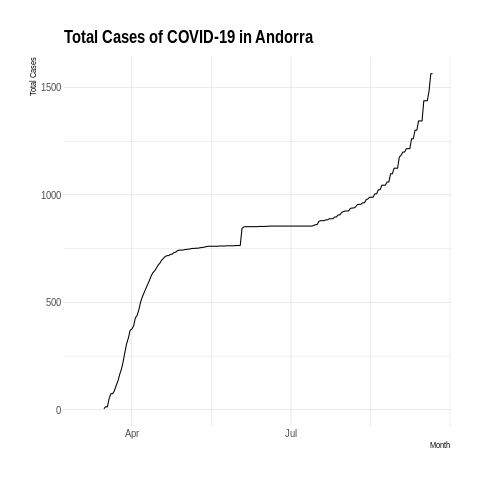 Total Cases of COVID-19 in Andorra
Total Cases
1500
1000
500
0
Apr
Jul
Month